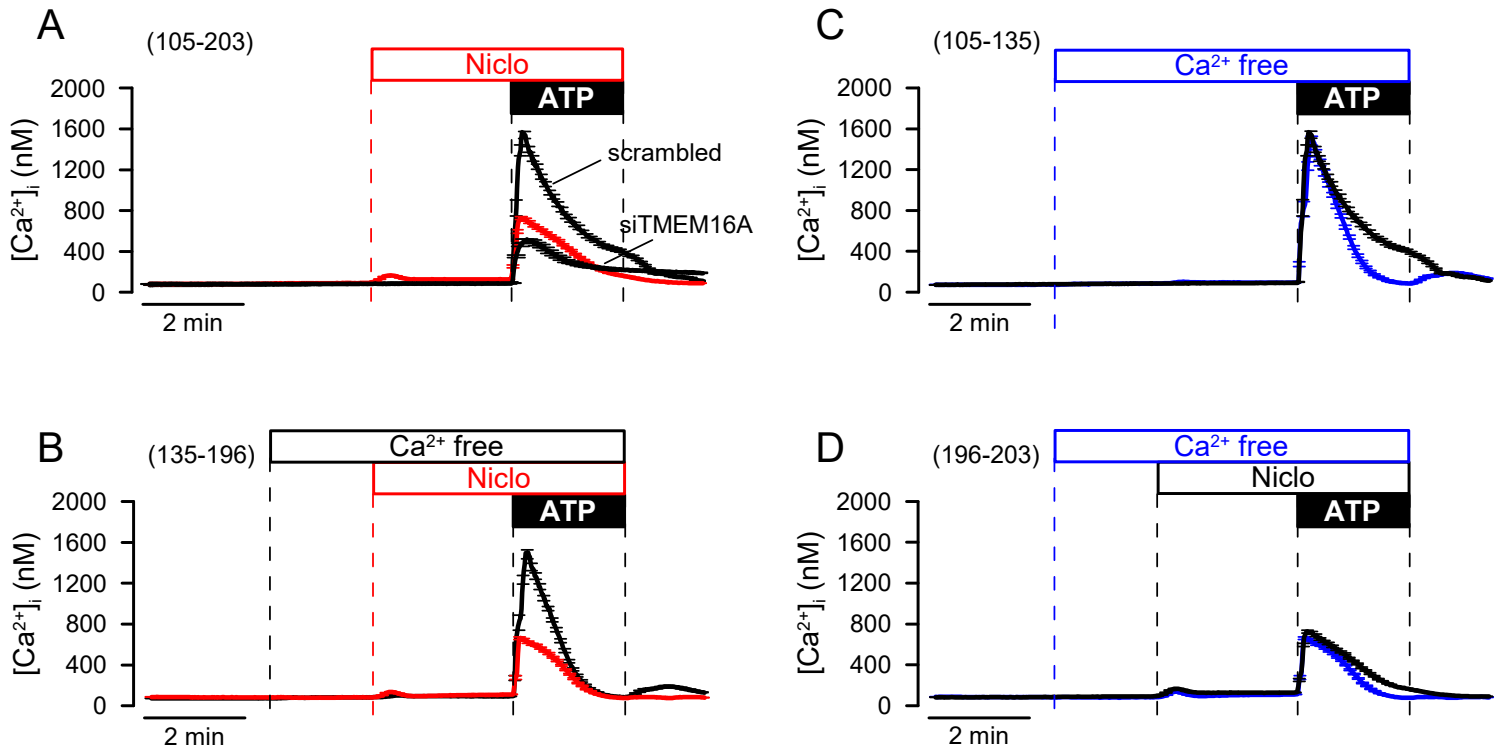 A
(105-203)
Niclo
ATP
2000
1600
1200
800
400
0
[Ca²⁺]ᵢ (nM)
scrambled
siTMEM16A
2 min
C
(105-135)
Ca²⁺ free
ATP
2000
1600
1200
800
400
0
[Ca²⁺]ᵢ (nM)
2 min
B
(135-196)
Ca²⁺ free
Niclo
ATP
2000
1600
1200
800
400
0
[Ca²⁺]ᵢ (nM)
2 min
D
(196-203)
Ca²⁺ free
Niclo
ATP
2000
1600
1200
800
400
0
[Ca²⁺]ᵢ (nM)
2 min